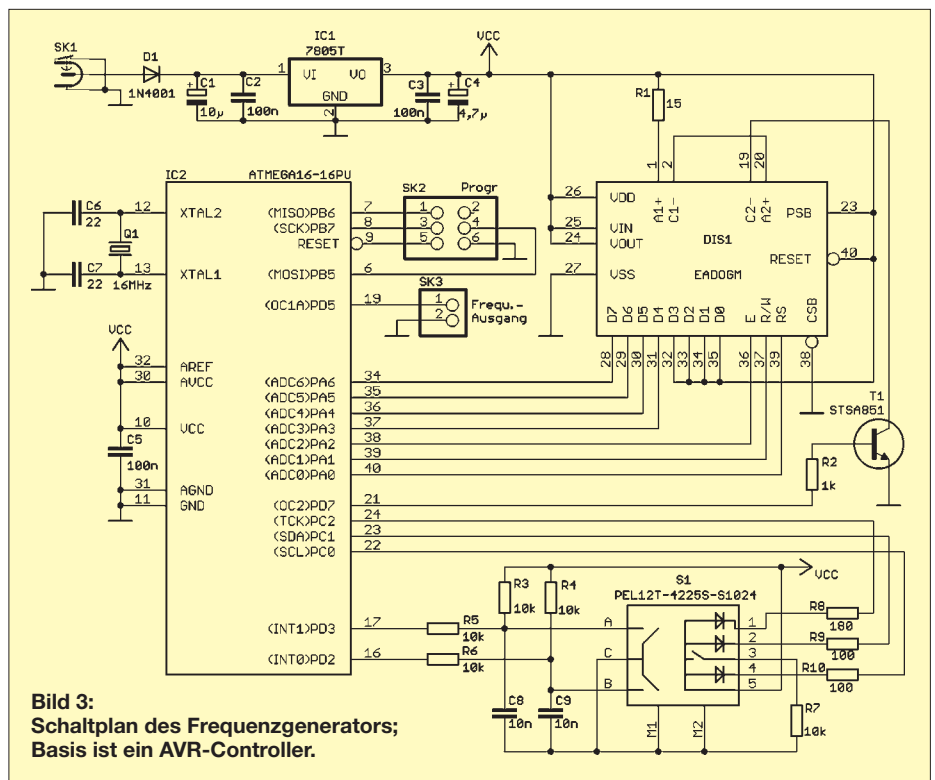 SK1
D1
1N4001
C1
10µ
C2
100n
IC1
7805T
1 VI VO 3
GND
2
C3
100n
C4
4,7µ
VCC
R1
15
1 2 19 20
A1+ C1- C2- A2+
26 VDD
25 VIN
24 VOUT
27 VSS
DIS1
EADOGM
PSB 23
RESET 40
D7 D6 D5 D4 D3 D2 D1 D0 E R/W RS CSB
28 29 30 31 32 33 34 35 36 37 39 38
IC2 ATMEGA16-16PU
C6
22
12 XTAL2
Q1
C7
22
16MHz
13 XTAL1
(MISO)PB6 7
(SCK)PB7 8
RESET 9
(MOSI)PB5 6
SK2 Progr
1 2
3 4
5 6
(OC1A)PD5 19
SK3
1
2
Frequ.-
Ausgang
VCC
32 AREF
30 AVCC
10 VCC
C5
100n
31 AGND
11 GND
(ADC6)PA6 34
(ADC5)PA5 35
(ADC4)PA4 36
(ADC3)PA3 37
(ADC2)PA2 38
(ADC1)PA1 39
(ADC0)PA0 40
(OC2)PD7 21
(TCK)PC2 24
(SDA)PC1 23
(SCL)PC0 22
T1
STSA851
R2
1k
R3
10k
R4
10k
VCC
(INT1)PD3 17
R5
10k
(INT0)PD2 16
R6
10k
S1
PEL12T-4225S-S1024
A
C
B
1
2
3
4
5
M1
M2
R8
180
R9
100
R10
100
R7
10k
C8
10n
C9
10n
Bild 3:
Schaltplan des Frequenzgenerators;
Basis ist ein AVR-Controller.